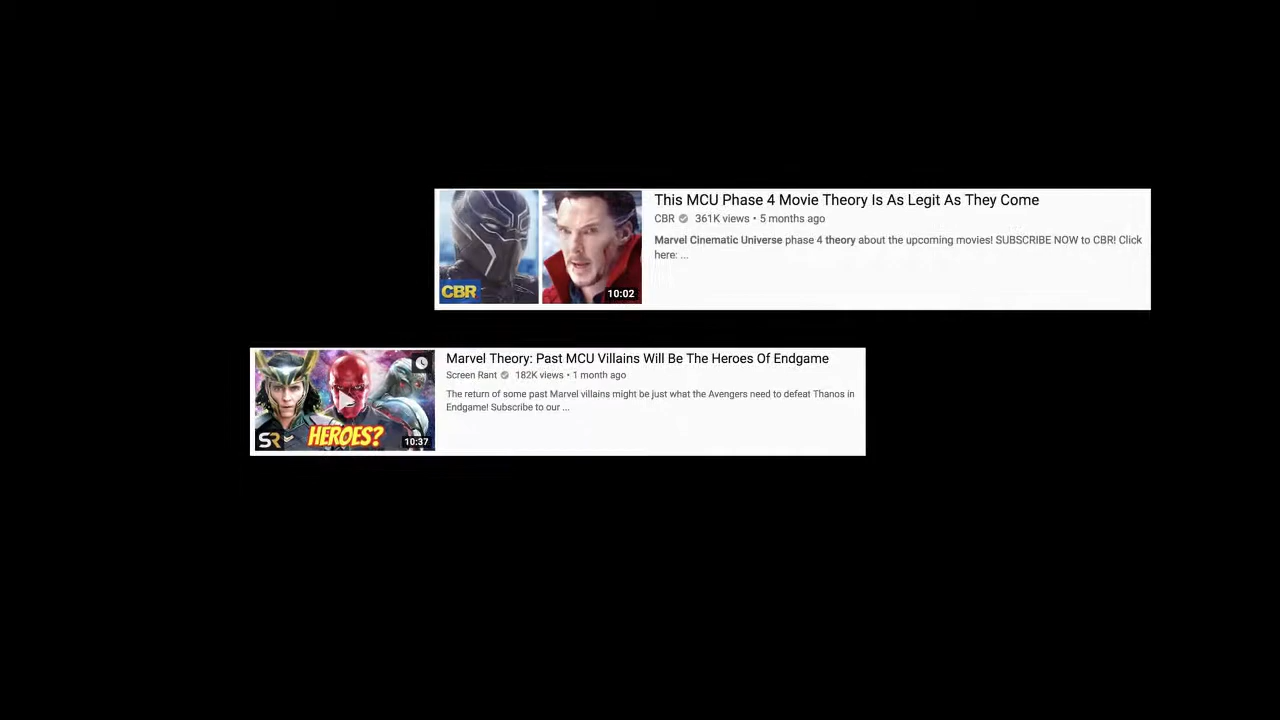 This MCU Phase 4 Movie Theory Is As Legit As They Come
CBR 361K views • 5 months ago
Marvel Cinematic Universe phase 4 theory about the upcoming movies! SUBSCRIBE NOW to CBR! Click
here: ...
CBR
10:02
Marvel Theory: Past MCU Villains Will Be The Heroes Of Endgame
Screen Rant 182K views • 1 month ago
The return of some past Marvel villains might be just what the Avengers need to defeat Thanos in
Endgame! Subscribe to our ...
SR
HEROES?
10:37